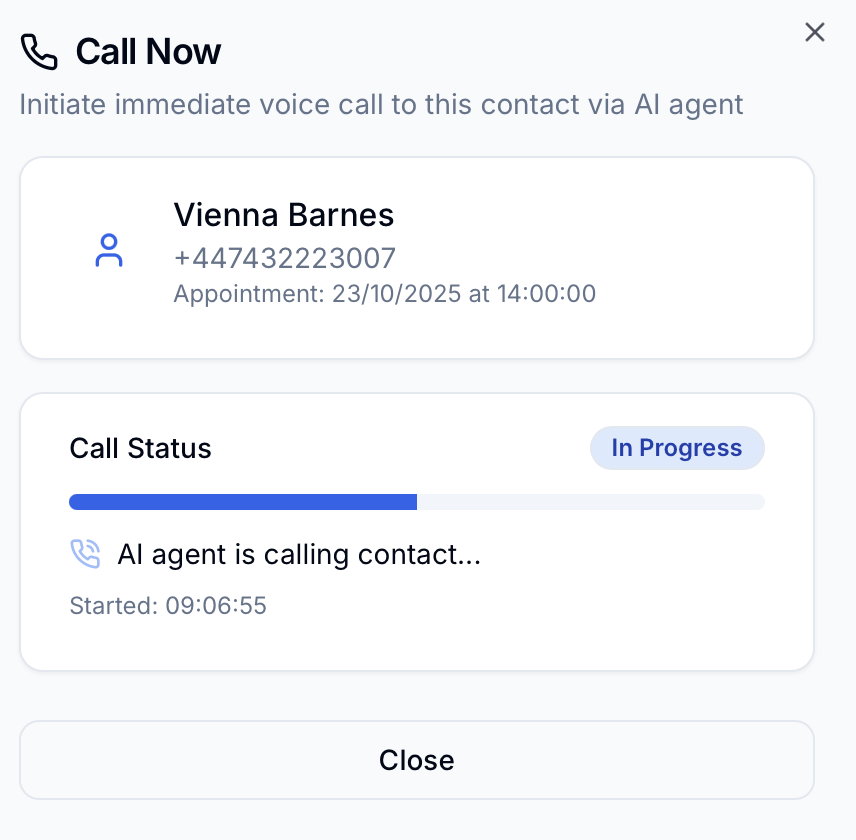 Call Now
Initiate immediate voice call to this contact via AI agent
Vienna Barnes
+447432223007
Appointment: 23/10/2025 at 14:00:00
Call Status
In Progress
AI agent is calling contact...
Started: 09:06:55
Close